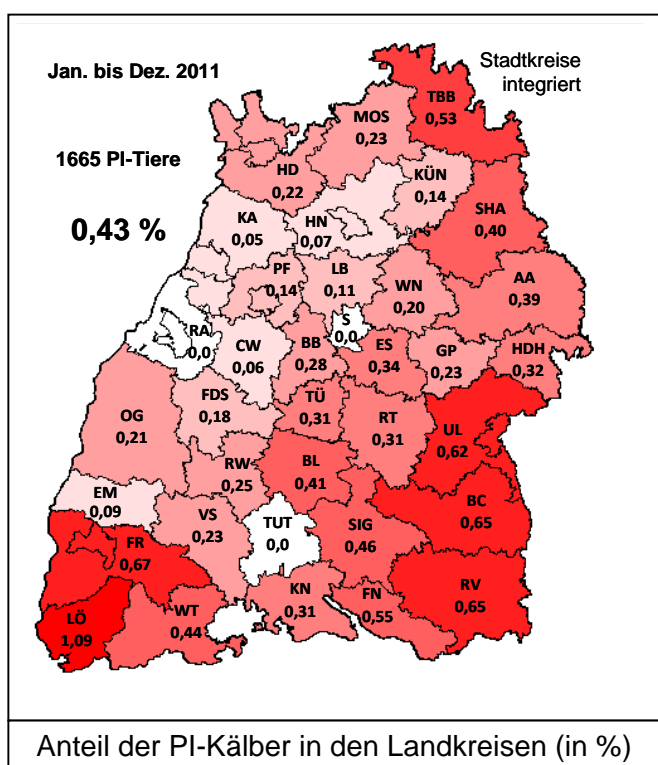 Jan. bis Dez. 2011
Stadtkreise
integriert
1665 PI-Tiere
0,43 %
TBB
0,53
MOS
0,23
HD
0,22
KÜN
0,14
KA
0,05
HN
0,07
SHA
0,40
PF
0,14
LB
0,11
WN
0,20
AA
0,39
RA
0,0
CW
0,06
BB
0,28
S
0,0
ES
0,34
GP
0,23
HDH
0,32
OG
0,21
FDS
0,18
TÜ
0,31
RT
0,31
UL
0,62
RW
0,25
BL
0,41
EM
0,09
VS
0,23
TUT
0,0
SIG
0,46
BC
0,65
FR
0,67
LÖ
1,09
WT
0,44
KN
0,31
FN
0,55
RV
0,65
Anteil der PI-Kälber in den Landkreisen (in %)